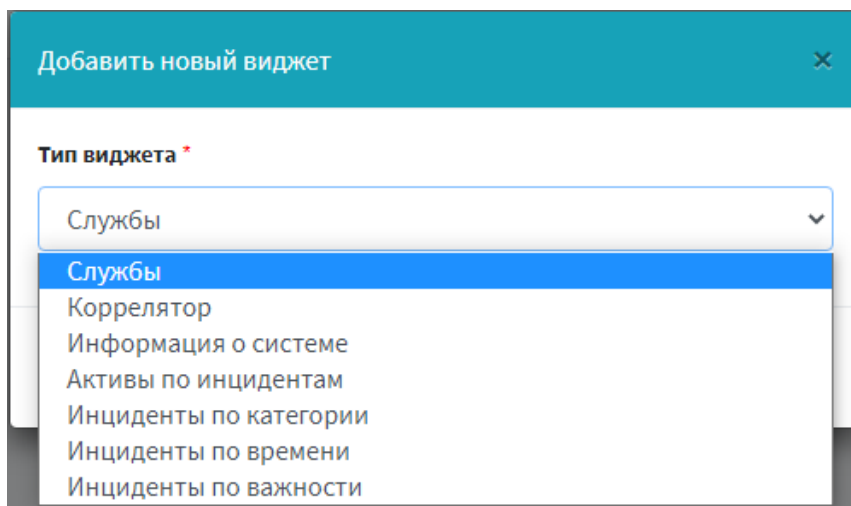 Добавить новый виджет ×
Тип виджета *
Службы
Службы
Коррелятор
Информация о системе
Активы по инцидентам
Инциденты по категории
Инциденты по времени
Инциденты по важности